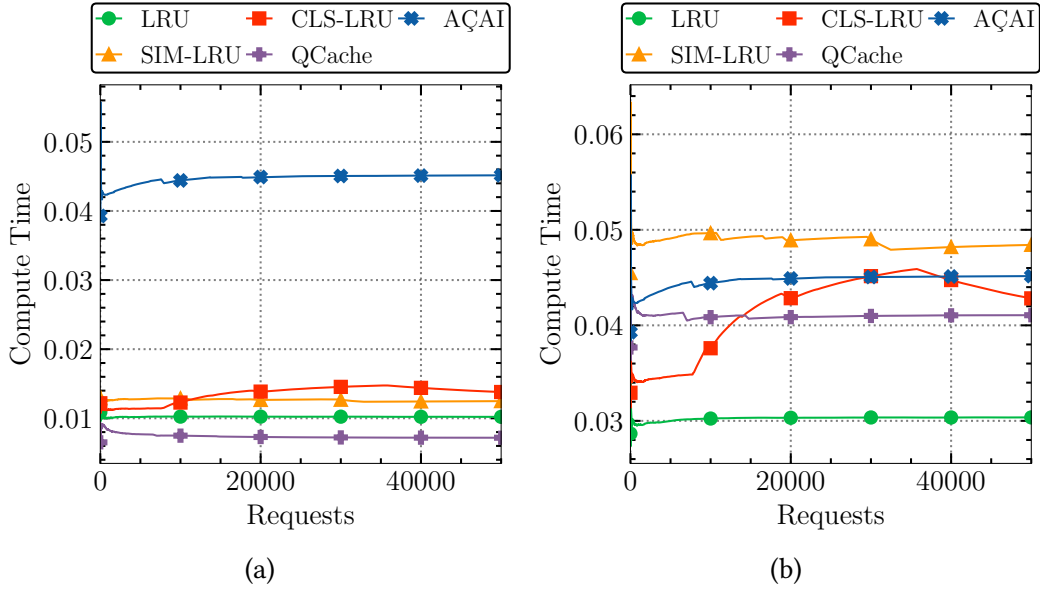 LRU CLS-LRU AÇAI
SIM-LRU QCache
0.05
0.04
0.03
0.02
0.01
Compute Time
0 20000 40000
Requests
(a)
LRU CLS-LRU AÇAI
SIM-LRU QCache
0.06
0.05
0.04
0.03
Compute Time
0 20000 40000
Requests
(b)